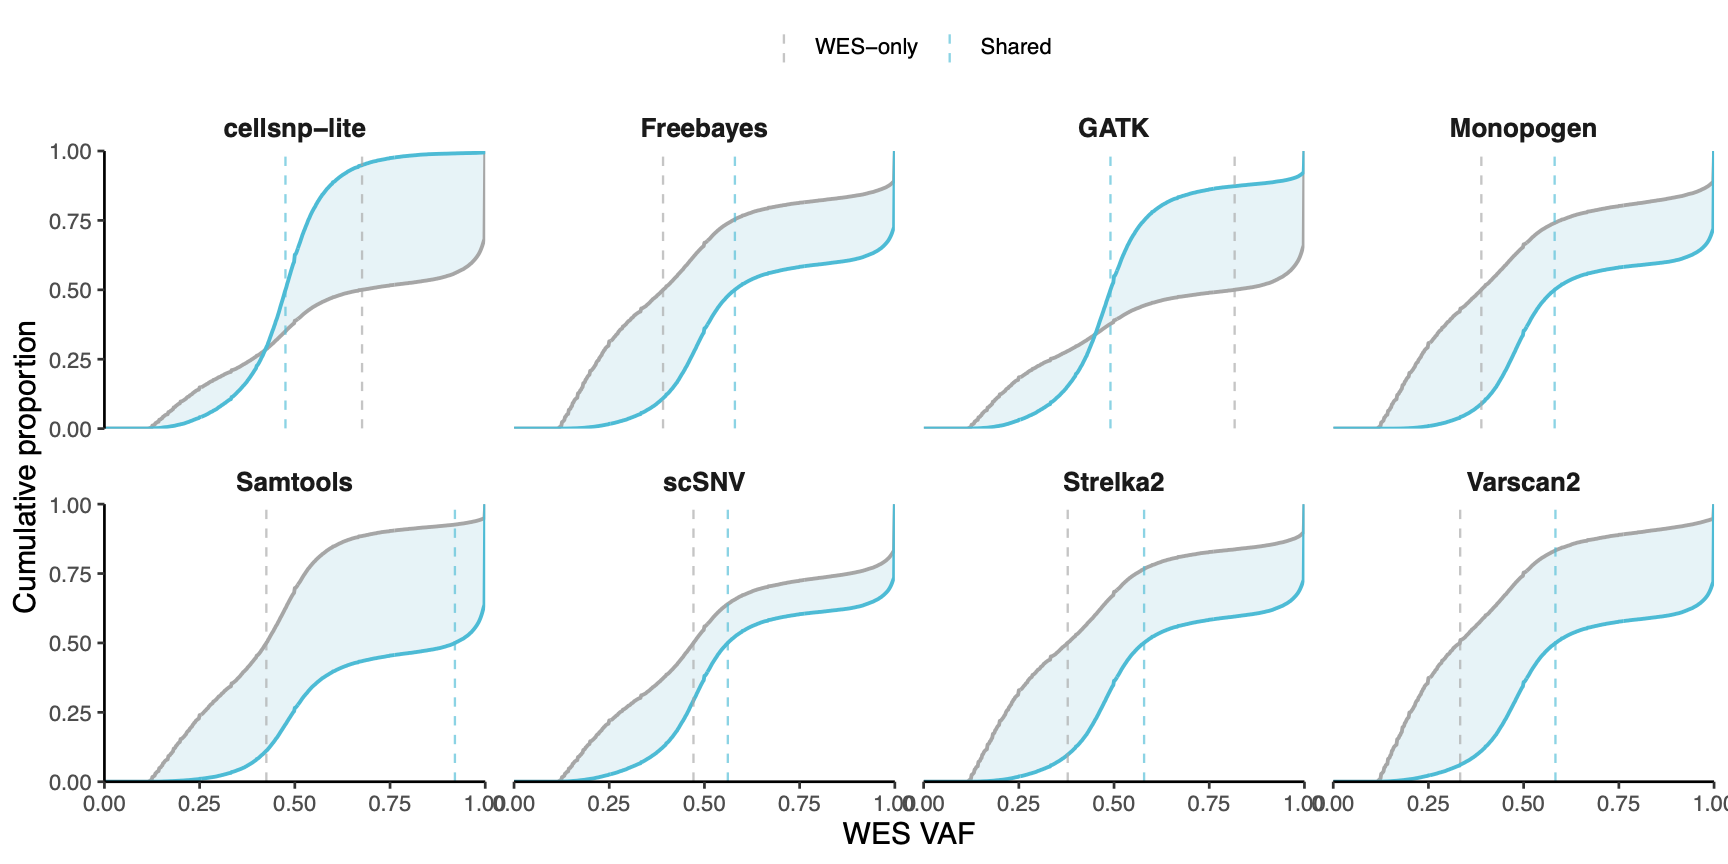 WES–only Shared
cellsnp–lite Freebayes GATK Monopogen
1.00
0.75
0.50
0.25
0.00
Cumulative proportion
Samtools scSNV Strelka2 Varscan2
1.00
0.75
0.50
0.25
0.00
0.00 0.25 0.50 0.75 1.00 0.00 0.25 0.50 0.75 1.00 0.00 0.25 0.50 0.75 1.00 0.00 0.25 0.50 0.75 1.00
WES VAF